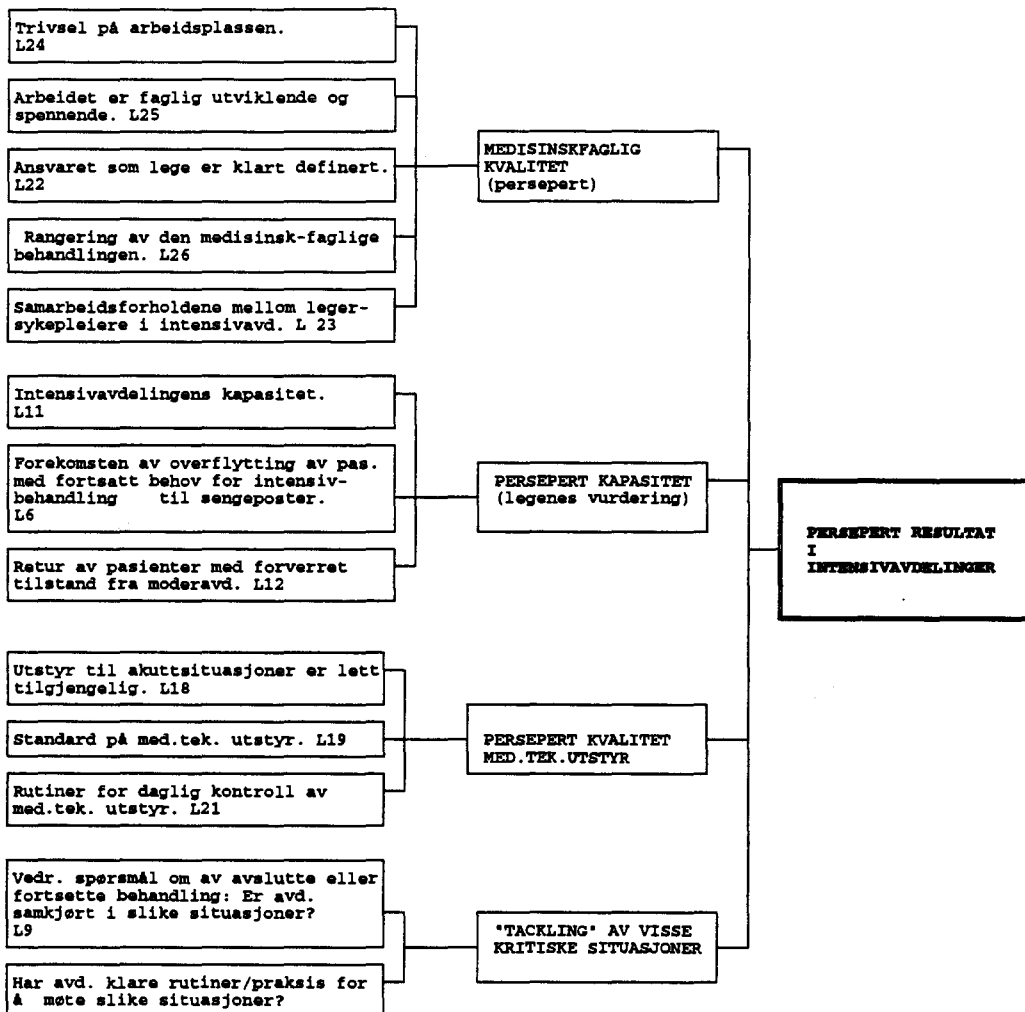 Trivsel på arbeidsplassen.
L24
Arbeidet er faglig utviklende og
spennende. L25
Ansvaret som lege er klart definert.
L22
Rangering av den medisinsk-faglige
behandlingen. L26
Samarbeidsforholdene mellom leger-
sykepleiere i intensivavd. L 23
MEDISINSKFAGLIG
KVALITET
(persepert)
Intensivavdelingens kapasitet.
L11
Forekomsten av overflytting av pas.
med fortsatt behov for intensiv-
behandling til sengeposter.
L6
Retur av pasienter med forverret
tilstand fra moderavd. L12
PERSEPERT KAPASITET
(legenes vurdering)
Utstyr til akuttsituasjoner er lett
tilgjengelig. L18
Standard på med.tek. utstyr. L19
Rutiner for daglig kontroll av
med.tek. utstyr. L21
PERSEPERT KVALITET
MED.TEK.UTSTYR
Vedr. spørsmål om av avslutte eller
fortsette behandling: Er avd.
samkjørt i slike situasjoner?
L9
Har avd. klare rutiner/praksis for
å møte slike situasjoner?
"TACKLING" AV VISSE
KRITISKE SITUASJONER
PERSEPERT RESULTAT
I
INTENSIVAVDELINGER